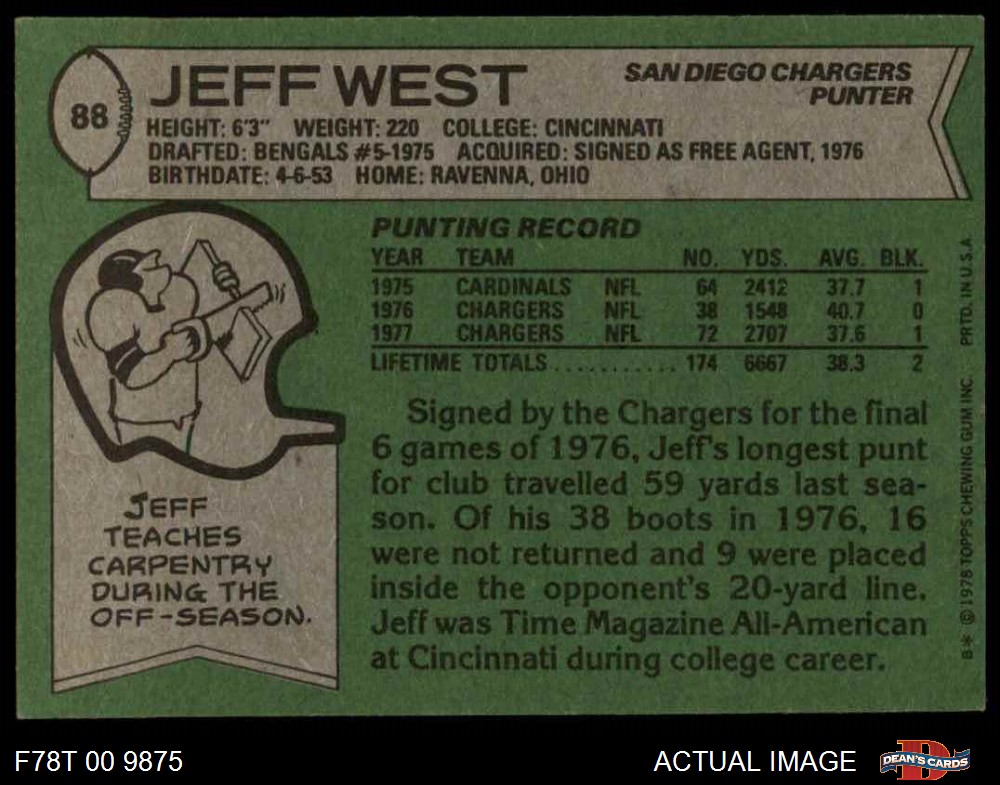 88
JEFF WEST
SAN DIEGO CHARGERS
PUNTER
HEIGHT: 6'3" WEIGHT: 220 COLLEGE: CINCINNATI
DRAFTED: BENGALS #5-1975 ACQUIRED: SIGNED AS FREE AGENT, 1976
BIRTHDATE: 4-6-53 HOME: RAVENNA, OHIO
PUNTING RECORD
YEAR TEAM NO. YDS. AVG. BLK.
1975 CARDINALS NFL 64 2412 37.7 1
1976 CHARGERS NFL 38 1548 40.7 0
1977 CHARGERS NFL 72 2707 37.6 1
LIFETIME TOTALS........... 174 6667 38.3 2
Signed by the Chargers for the final
6 games of 1976, Jeff's longest punt
for club travelled 59 yards last sea-
son. Of his 38 boots in 1976, 16
were not returned and 9 were placed
inside the opponent's 20-yard line.
Jeff was Time Magazine All-American
at Cincinnati during college career.
JEFF
TEACHES
CARPENTRY
DURING THE
OFF-SEASON.
B* © 1978 TOPPS CHEWING GUM INC. PRTD. IN U.S.A
F78T 00 9875
ACTUAL IMAGE
D
DEAN'S CARDS